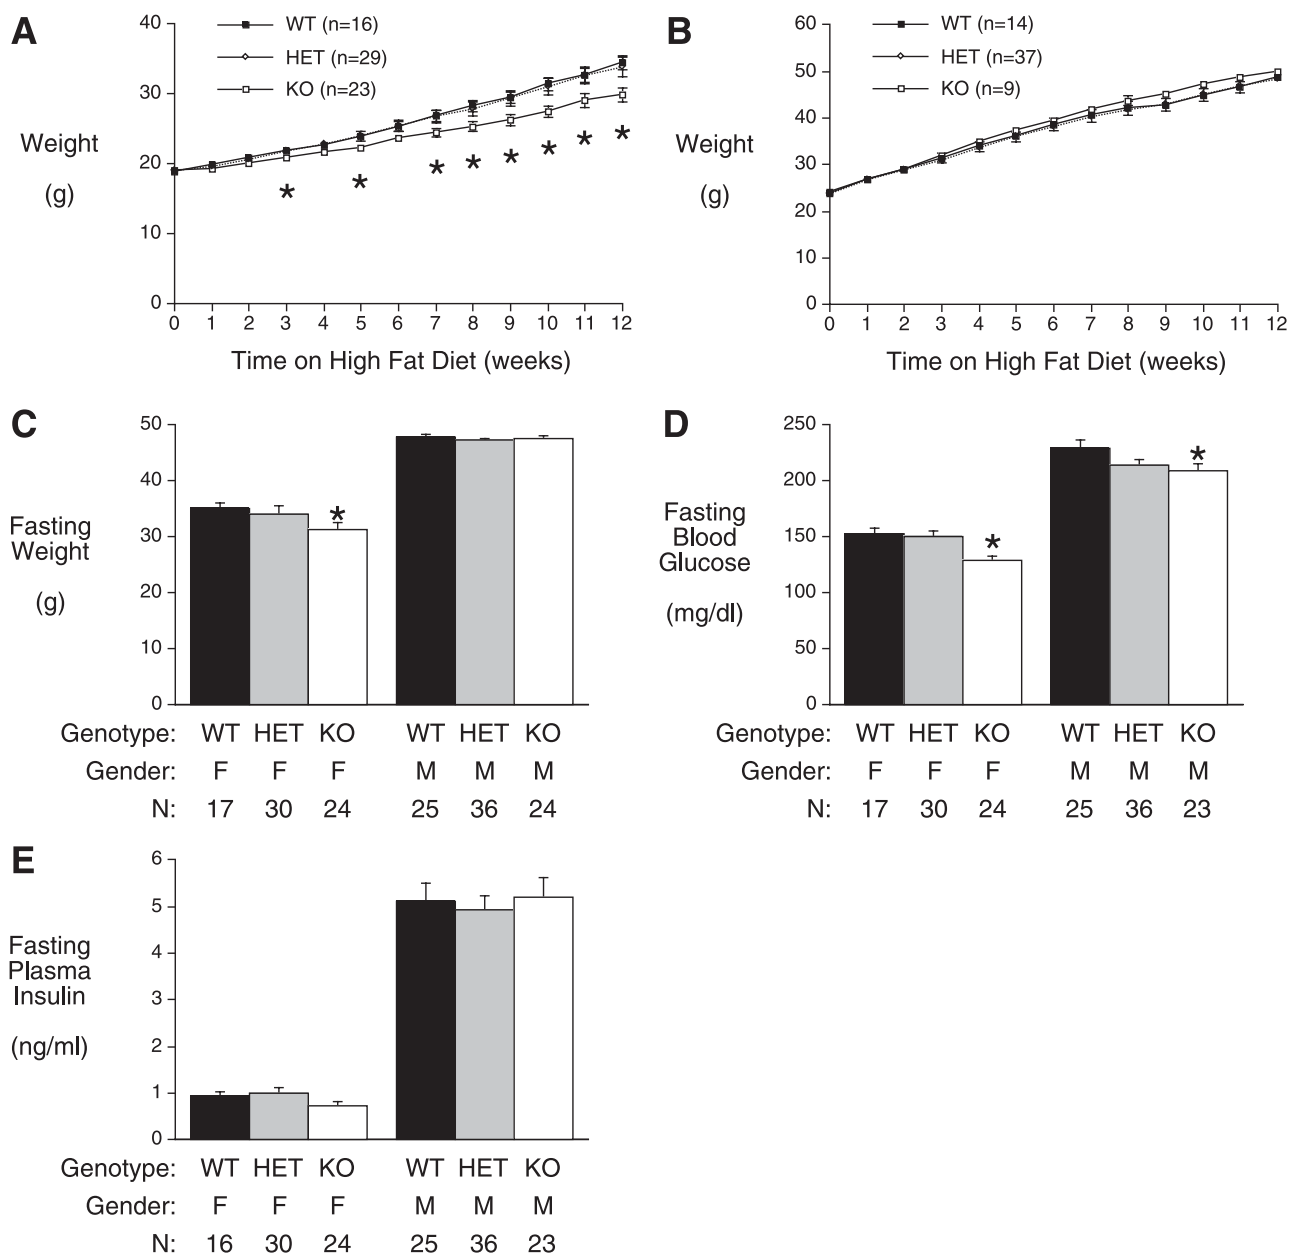 A
WT (n=16)
HET (n=29)
KO (n=23)
Weight
(g)
40
30
20
10
0
* * * * * * * *
0 1 2 3 4 5 6 7 8 9 10 11 12
Time on High Fat Diet (weeks)
B
WT (n=14)
HET (n=37)
KO (n=9)
Weight
(g)
60
50
40
30
20
10
0
0 1 2 3 4 5 6 7 8 9 10 11 12
Time on High Fat Diet (weeks)
C
Fasting
Weight
(g)
50
40
30
20
10
0
*
Genotype: WT HET KO WT HET KO
Gender: F F F M M M
N: 17 30 24 25 36 24
D
Fasting
Blood
Glucose
(mg/dl)
250
200
150
100
50
0
* *
Genotype: WT HET KO WT HET KO
Gender: F F F M M M
N: 17 30 24 25 36 23
E
Fasting
Plasma
Insulin
(ng/ml)
6
5
4
3
2
1
0
Genotype: WT HET KO WT HET KO
Gender: F F F M M M
N: 16 30 24 25 36 23